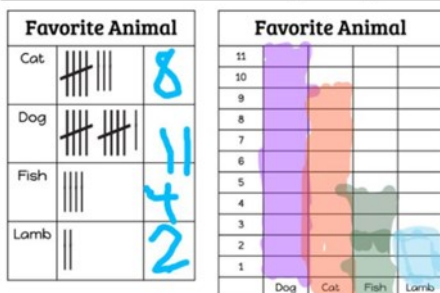 Favorite Animal
Cat 8
Dog 11
Fish 4
Lamb 2
Favorite Animal
11
10
9
8
7
6
5
4
3
2
1
Dog Cat Fish Lamb